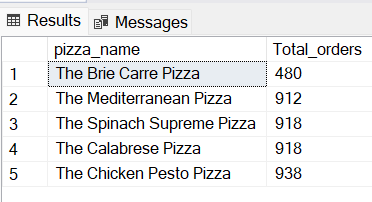 Results Messages
pizza_name Total_orders
1 The Brie Carre Pizza 480
2 The Mediterranean Pizza 912
3 The Spinach Supreme Pizza 918
4 The Calabrese Pizza 918
5 The Chicken Pesto Pizza 938